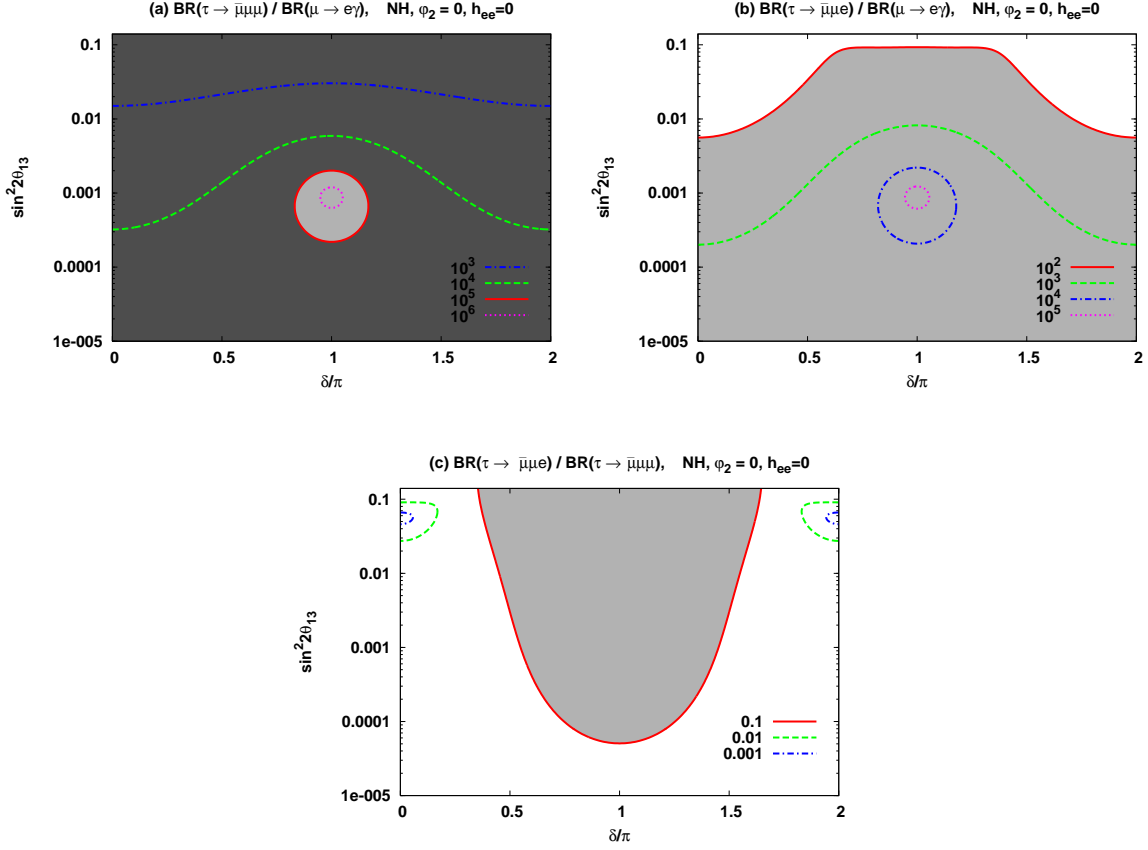 (a) BR(τ → μ̄μμ) / BR(μ → eγ), NH, φ₂ = 0, hₑₑ=0
0.1
0.01
0.001
0.0001
1e-005
sin²2θ₁₃
10³
10⁴
10⁵
10⁶
0 0.5 1 1.5 2
δ/π
(b) BR(τ → μ̄μe) / BR(μ → eγ), NH, φ₂ = 0, hₑₑ=0
0.1
0.01
0.001
0.0001
1e-005
sin²2θ₁₃
10²
10³
10⁴
10⁵
0 0.5 1 1.5 2
δ/π
(c) BR(τ → μ̄μe) / BR(τ → μ̄μμ), NH, φ₂ = 0, hₑₑ=0
0.1
0.01
0.001
0.0001
1e-005
sin²2θ₁₃
0.1
0.01
0.001
0 0.5 1 1.5 2
δ/π